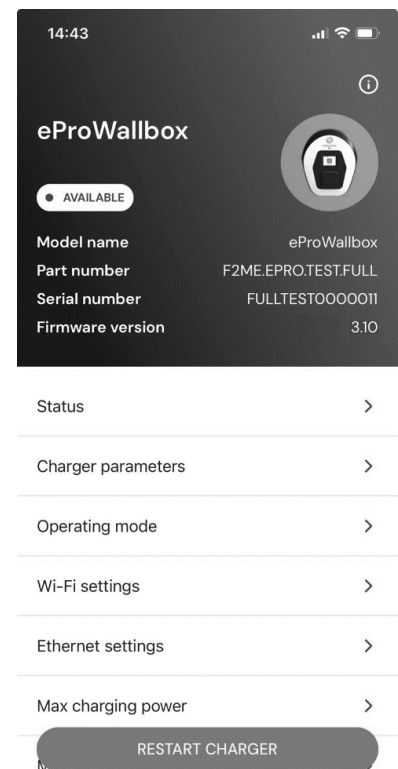 14:43
eProWallbox
AVAILABLE
Model name eProWallbox
Part number F2ME.EPRO.TEST.FULL
Serial number FULLTEST0000011
Firmware version 3.10
Status
Charger parameters
Operating mode
Wi-Fi settings
Ethernet settings
Max charging power
RESTART CHARGER